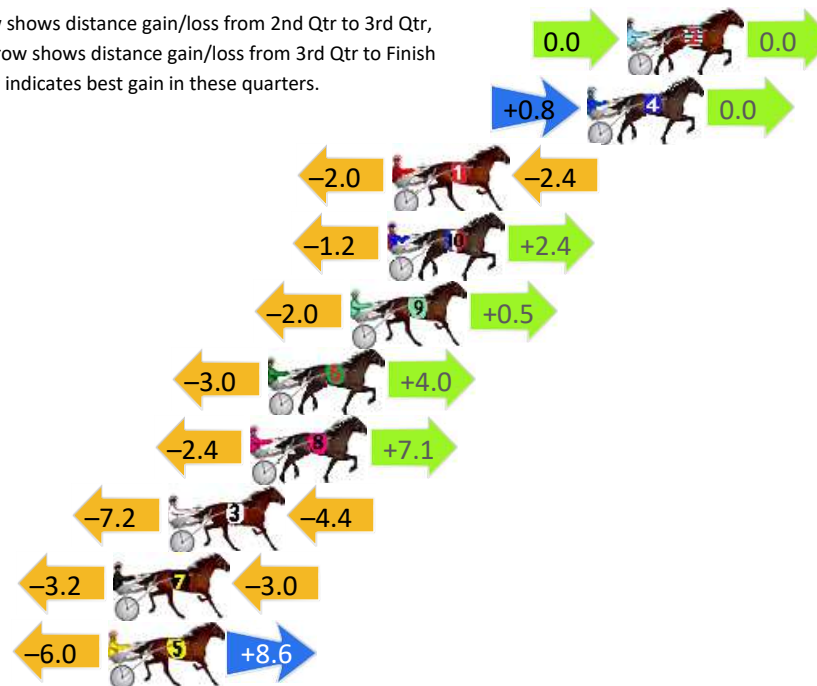 shows distance gain/loss from 2nd Qtr to 3rd Qtr,
row shows distance gain/loss from 3rd Qtr to Finish
indicates best gain in these quarters.
0.0 0.0
+0.8 4 0.0
–2.0 1 –2.4
–1.2 10 +2.4
–2.0 9 +0.5
–3.0 6 +4.0
–2.4 8 +7.1
–7.2 3 –4.4
–3.2 7 –3.0
–6.0 5 +8.6